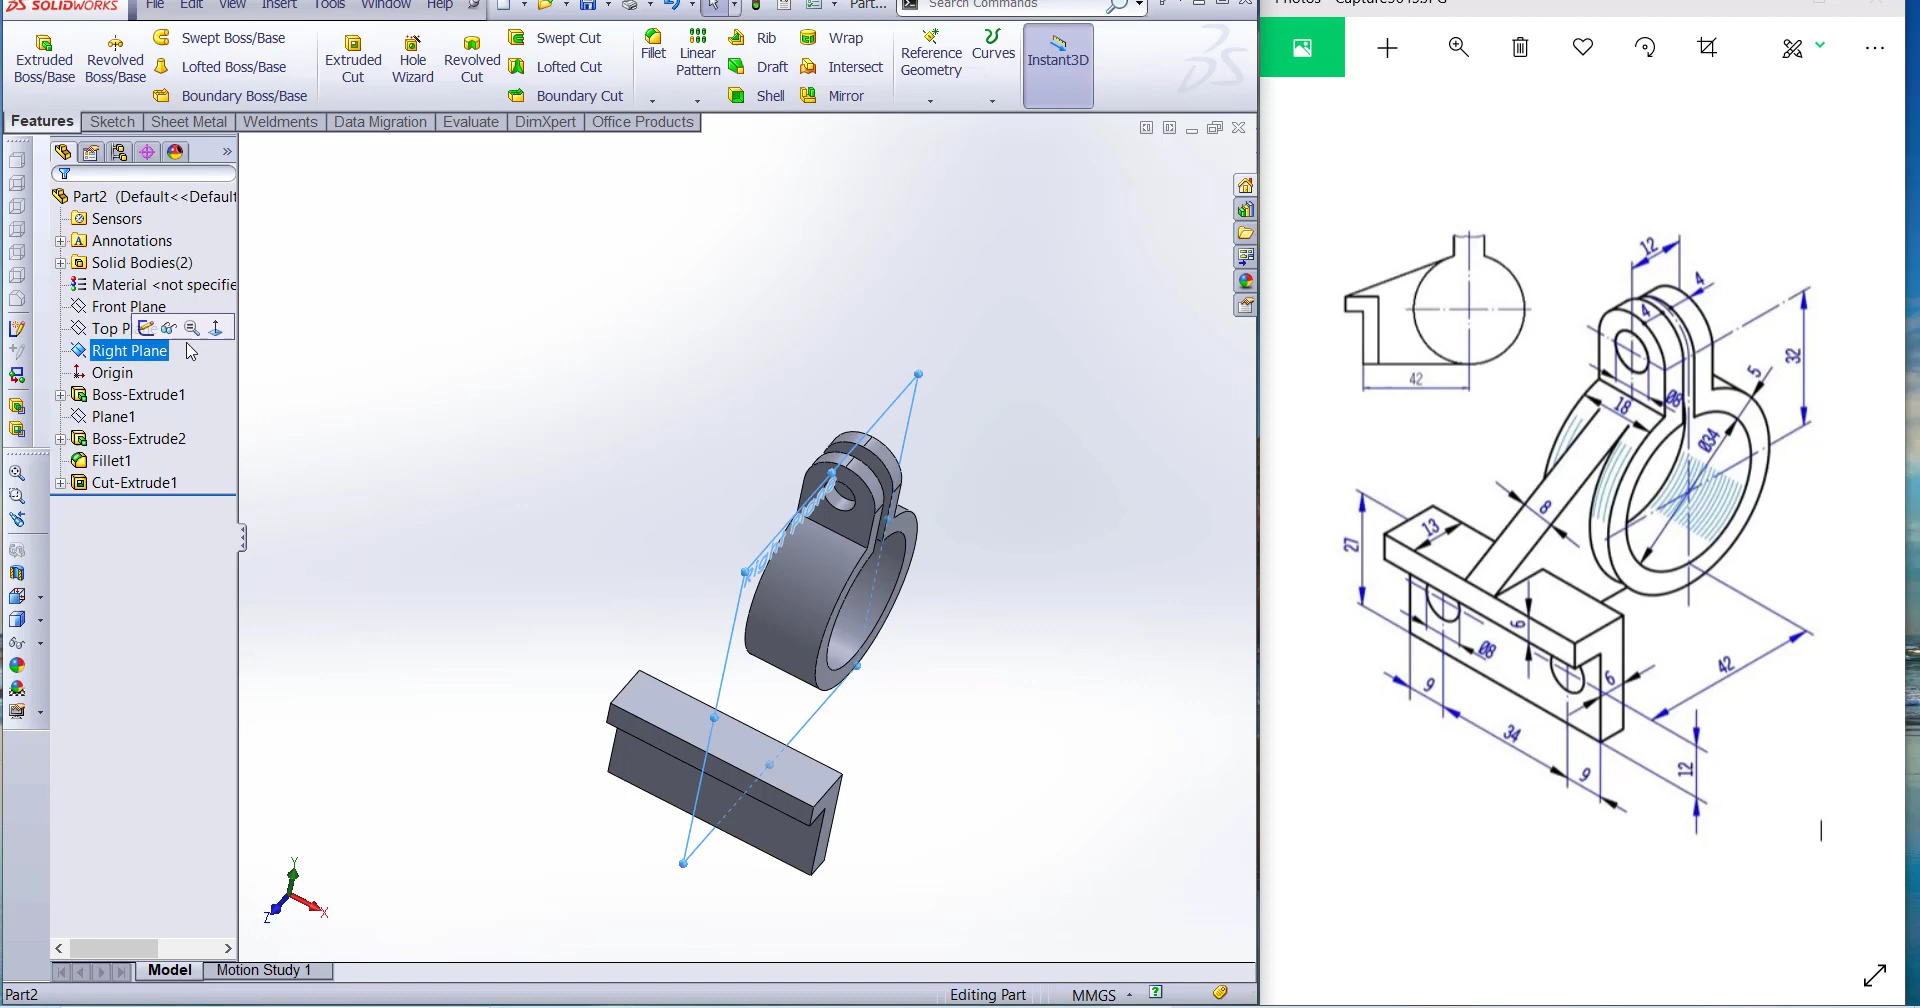 SOLIDWORKS File Edit View Insert Tools Window Help Part... Search Commands
Extruded Boss/Base
Revolved Boss/Base
Swept Boss/Base
Lofted Boss/Base
Boundary Boss/Base
Extruded Cut
Hole Wizard
Revolved Cut
Swept Cut
Lofted Cut
Boundary Cut
Fillet
Linear Pattern
Rib
Draft
Shell
Wrap
Intersect
Mirror
Reference Geometry
Curves
Instant3D
Features Sketch Sheet Metal Weldments Data Migration Evaluate DimXpert Office Products
Part2 (Default<<Default
Sensors
Annotations
Solid Bodies(2)
Material <not specifie
Front Plane
Top P
Right Plane
Origin
Boss-Extrude1
Plane1
Boss-Extrude2
Fillet1
Cut-Extrude1
Right Plane
Y
Z
X
Model Motion Study 1
Part2
Editing Part
MMGS
42
12
4
4
32
5
18
Ø8
Ø34
8
13
27
6
Ø8
6
42
9
34
9
12